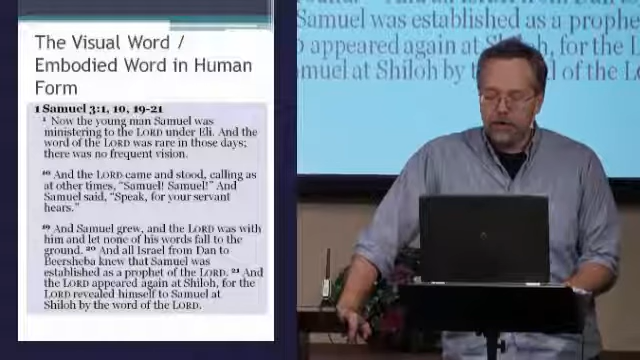 The Visual Word /
Embodied Word in Human
Form
1 Samuel 3:1, 10, 19-21
1 Now the young man Samuel was
ministering to the LORD under Eli. And the
word of the LORD was rare in those days;
there was no frequent vision.
10 And the LORD came and stood, calling as
at other times, “Samuel! Samuel!” And
Samuel said, “Speak, for your servant
hears.”
19 And Samuel grew, and the LORD was with
him and let none of his words fall to the
ground. 20 And all Israel from Dan to
Beersheba knew that Samuel was
established as a prophet of the LORD. 21 And
the LORD appeared again at Shiloh, for the
LORD revealed himself to Samuel at
Shiloh by the word of the LORD.
Samuel was established as a prophet
appeared again at Shiloh, for the
at Shiloh by of the